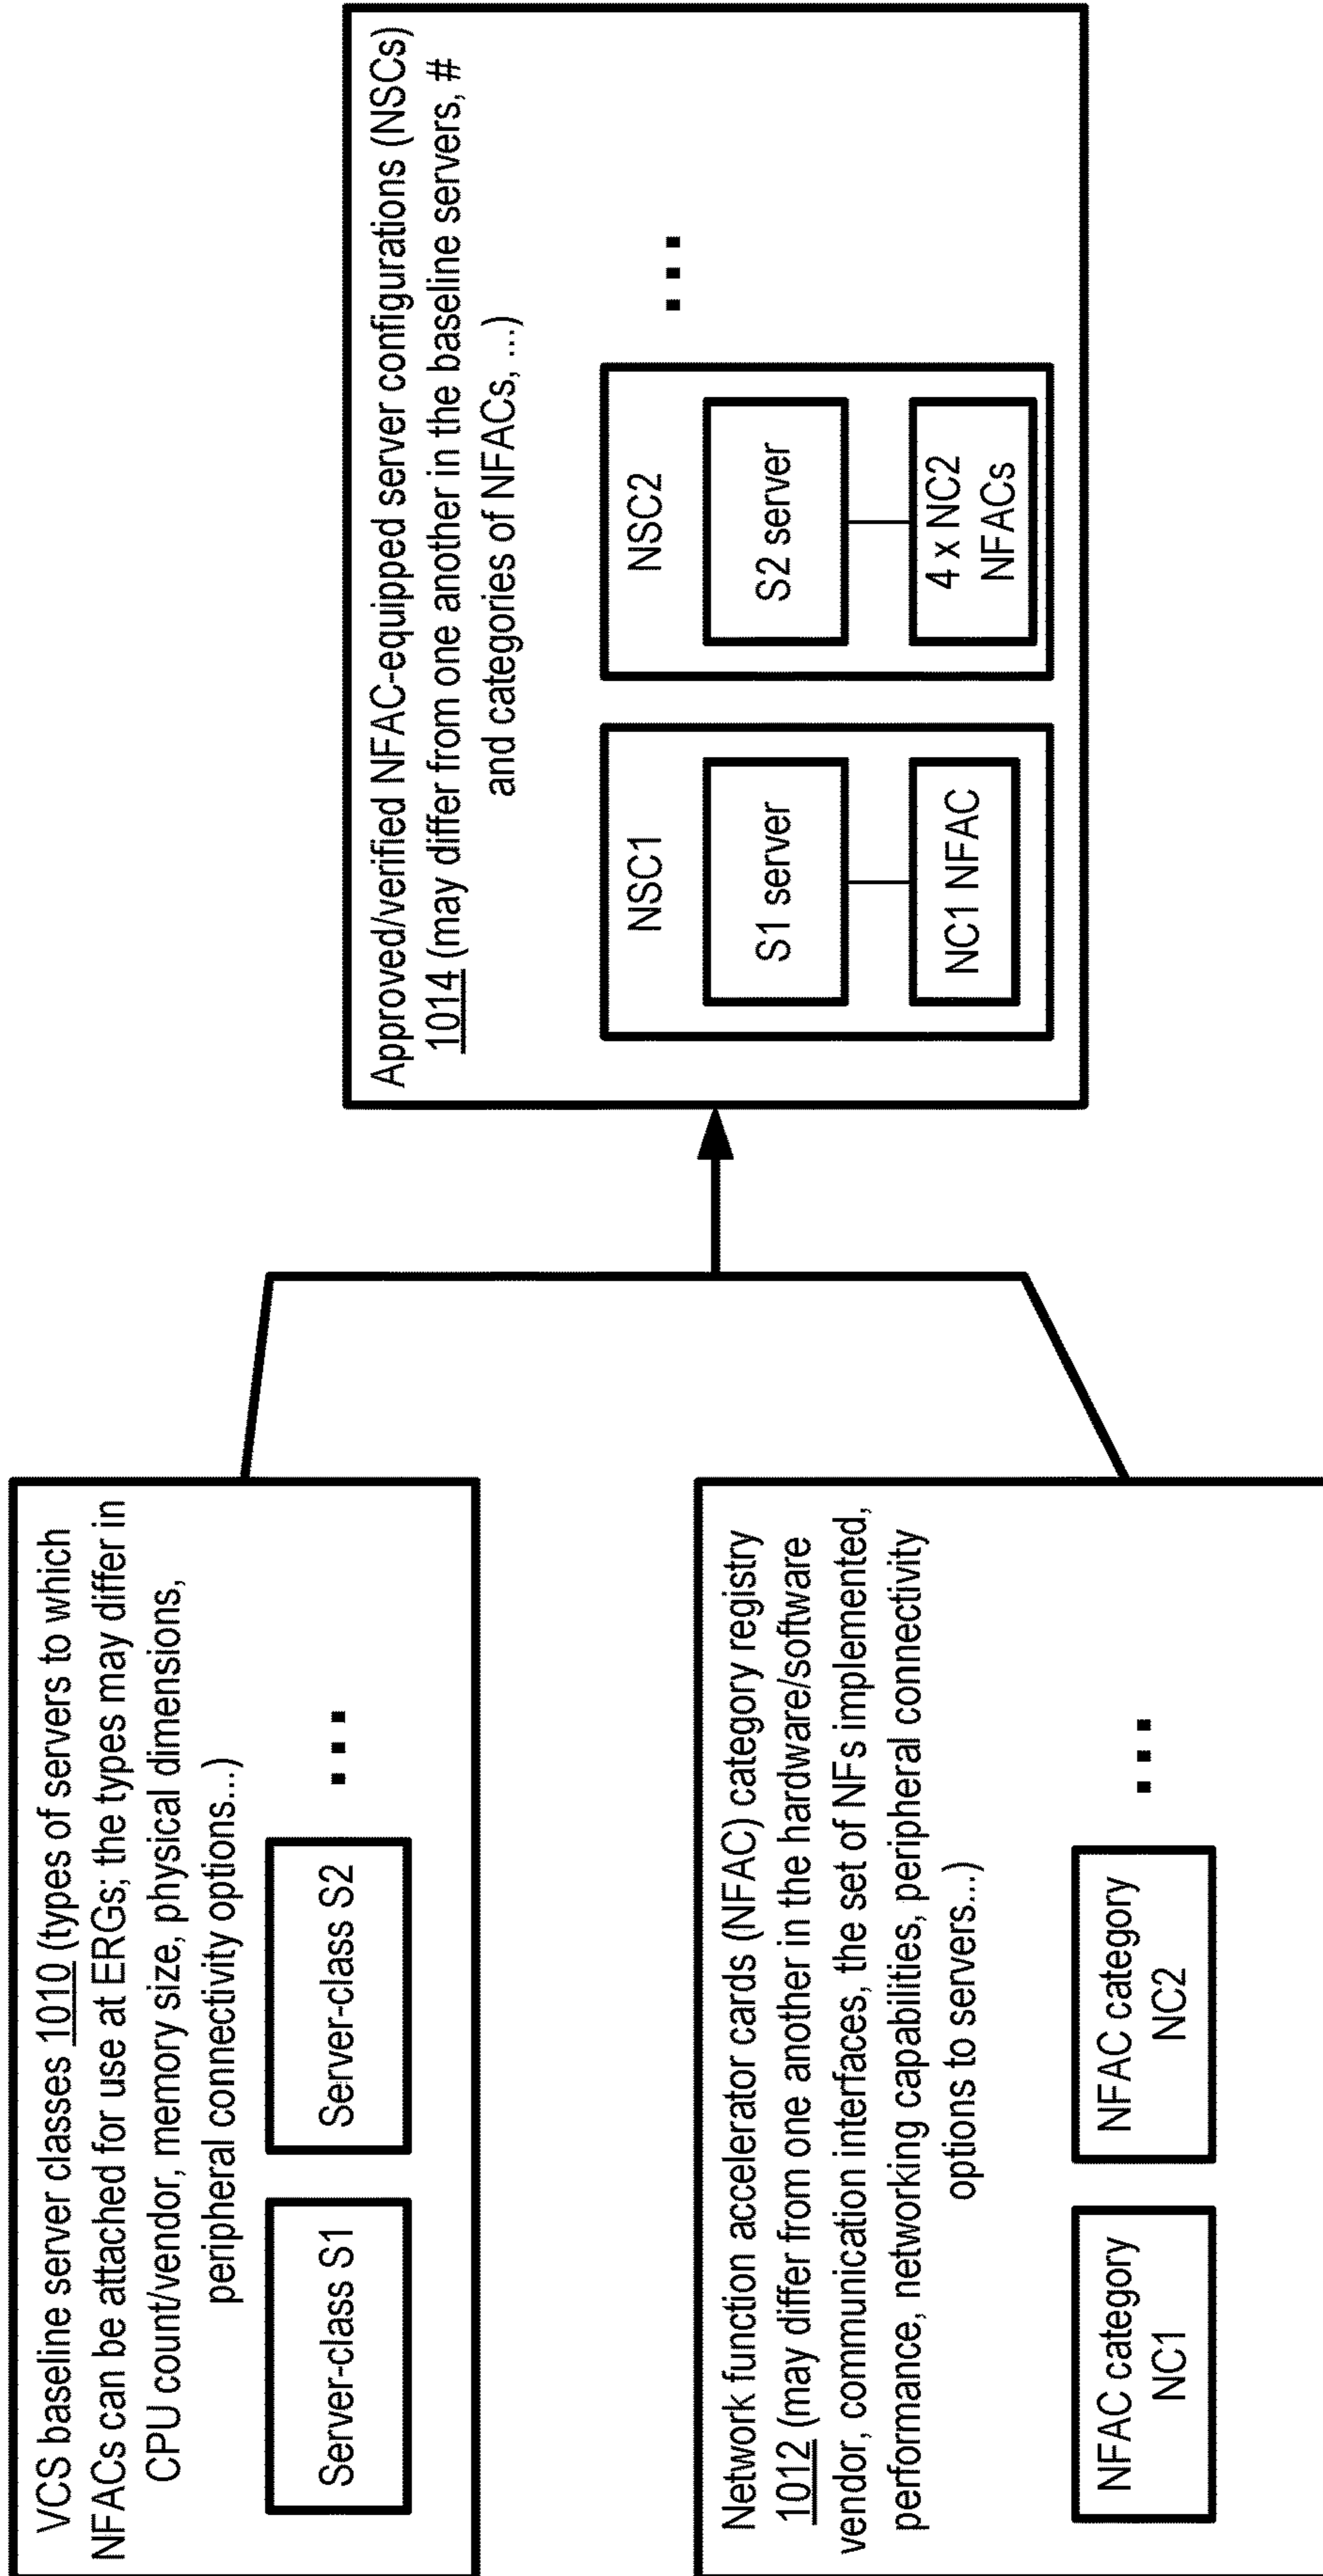 VCS baseline server classes 1010 (types of servers to which
NFACs can be attached for use at ERGs; the types may differ in
CPU count/vendor, memory size, physical dimensions,
peripheral connectivity options...)
Server-class S1
Server-class S2
...
Network function accelerator cards (NFAC) category registry
1012 (may differ from one another in the hardware/software
vendor, communication interfaces, the set of NFs implemented,
performance, networking capabilities, peripheral connectivity
options to servers...)
NFAC category
NC1
NFAC category
NC2
...
Approved/verified NFAC-equipped server configurations (NSCs)
1014 (may differ from one another in the baseline servers, #
and categories of NFACs, ...)
NSC1
S1 server
NC1 NFAC
NSC2
S2 server
4 x NC2
NFACs
...